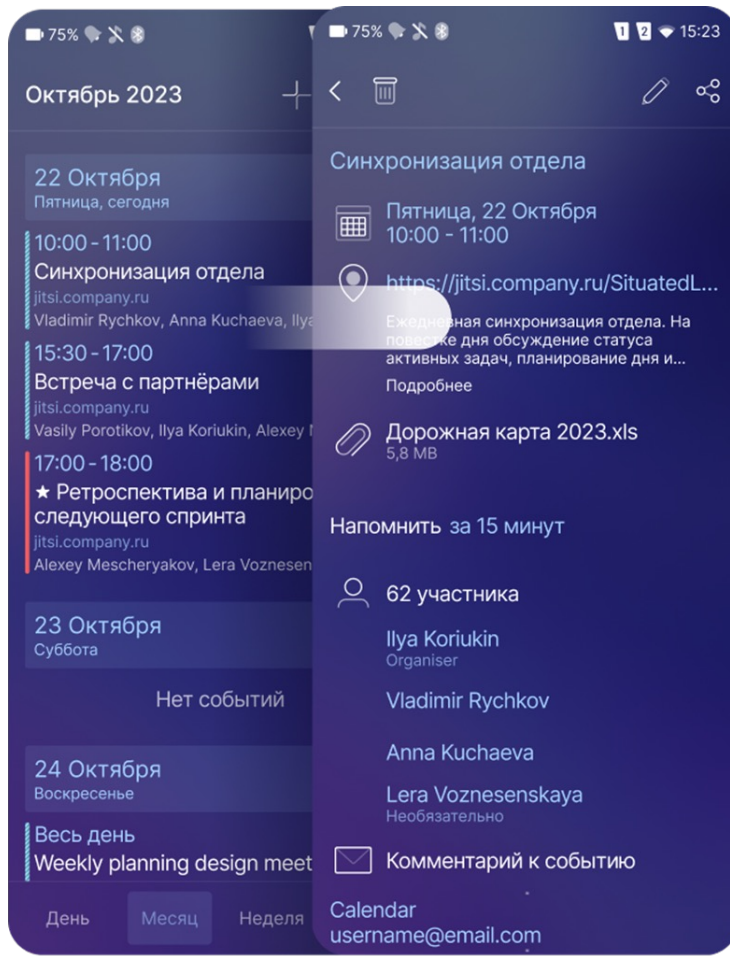 75%
Октябрь 2023
22 Октября
Пятница, сегодня
10:00 - 11:00
Синхронизация отдела
jitsi.company.ru
Vladimir Rychkov, Anna Kuchaeva, Ilya
15:30 - 17:00
Встреча с партнёрами
jitsi.company.ru
Vasily Porotikov, Ilya Koriukin, Alexey
17:00 - 18:00
★ Ретроспектива и планиро
следующего спринта
jitsi.company.ru
Alexey Mescheryakov, Lera Voznesen
23 Октября
Суббота
Нет событий
24 Октября
Воскресенье
Весь день
Weekly planning design meet
День Месяц Неделя
75% 1 2 15:23
Синхронизация отдела
Пятница, 22 Октября
10:00 - 11:00
https://jitsi.company.ru/SituatedL...
Ежедневная синхронизация отдела. На
повестке дня обсуждение статуса
активных задач, планирование дня и...
Подробнее
Дорожная карта 2023.xls
5,8 MB
Напомнить за 15 минут
62 участника
Ilya Koriukin
Organiser
Vladimir Rychkov
Anna Kuchaeva
Lera Voznesenskaya
Необязательно
Комментарий к событию
Calendar
username@email.com